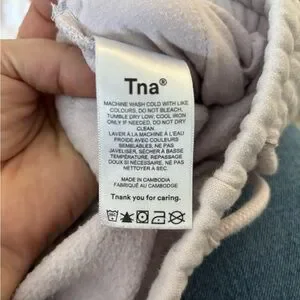 Tna®
MACHINE WASH COLD WITH LIKE
COLOURS, DO NOT BLEACH,
TUMBLE DRY LOW, COOL IRON
ONLY IF NEEDED, DO NOT DRY
CLEAN.
LAVER À LA MACHINE À L'EAU
FROIDE AVEC COULEURS
SEMBLABLES, NE PAS
JAVELISER, SÉCHER À BASSE
TEMPÉRATURE, REPASSAGE
DOUX SI NÉCESSAIRE, NE PAS
NETTOYER À SEC.
MADE IN CAMBODIA
FABRIQUÉ AU CAMBODGE
Thank you for caring.